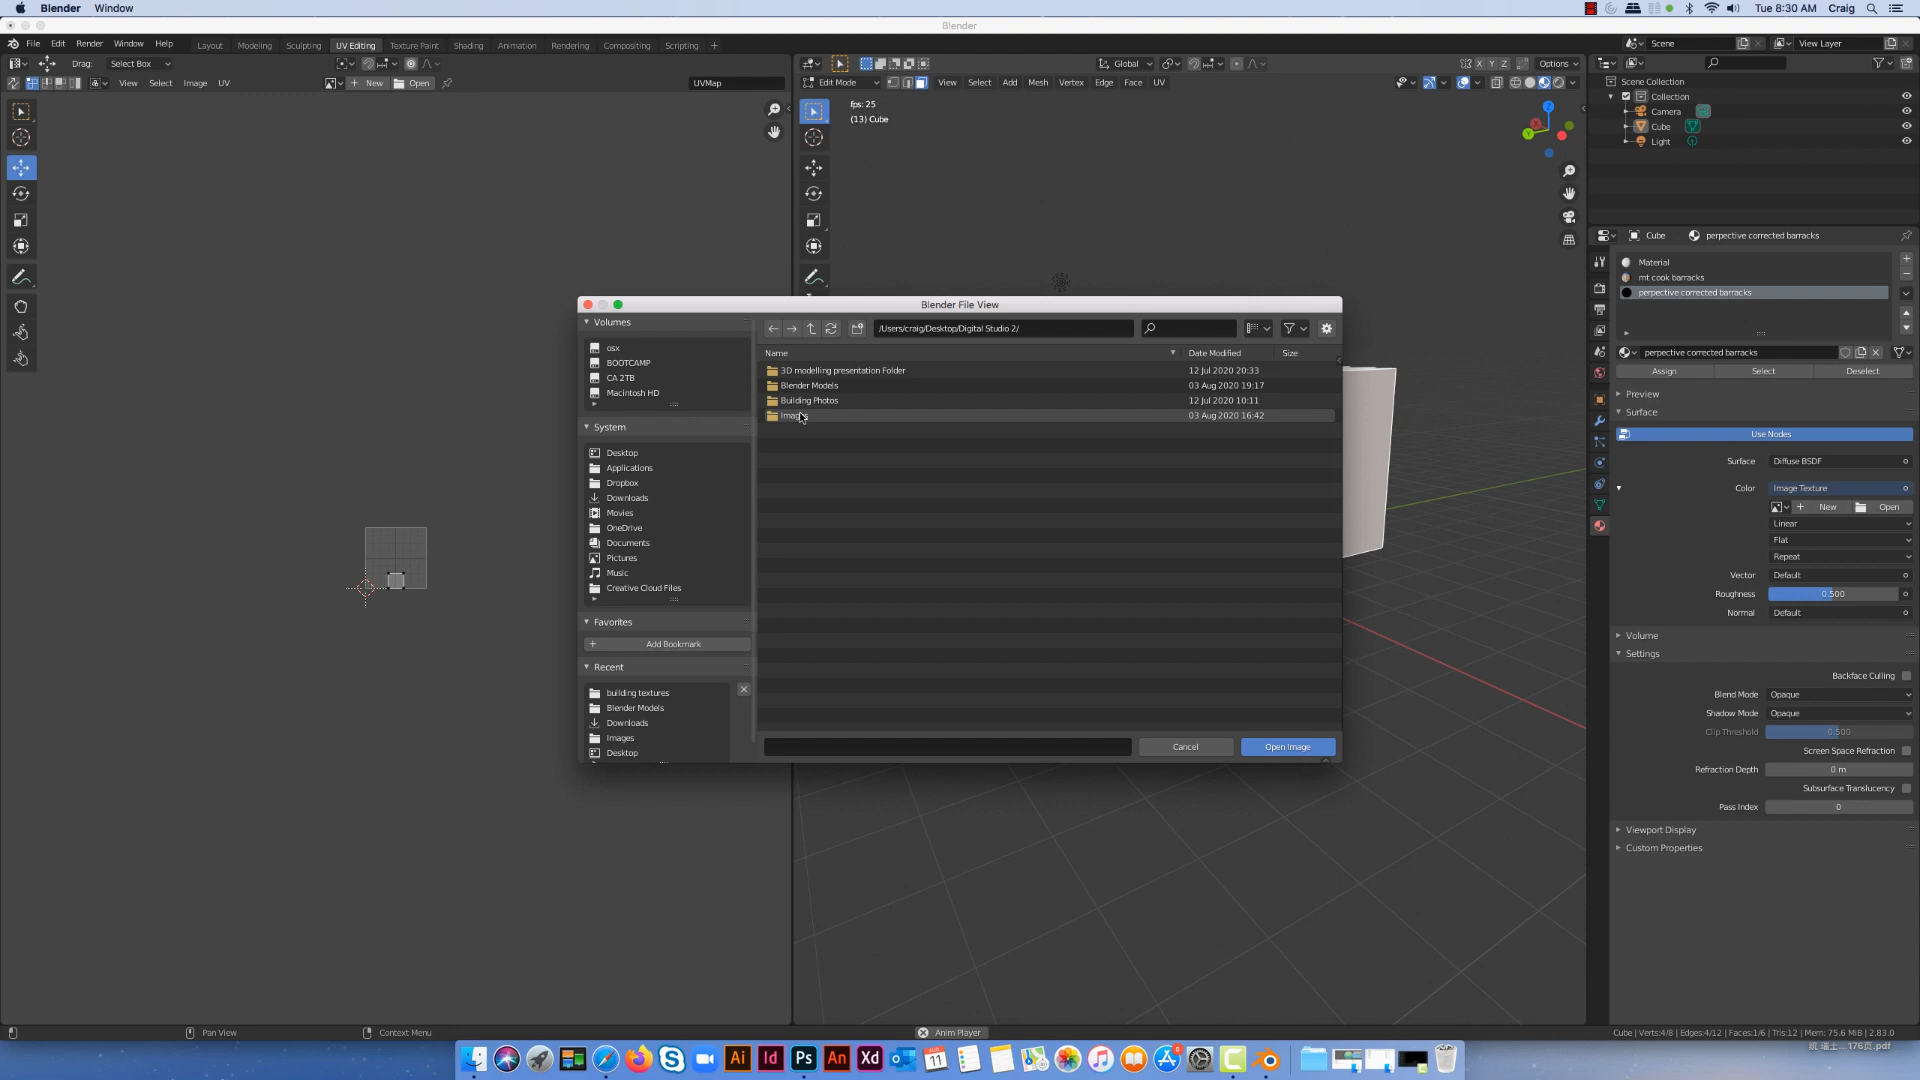 Blender Window Tue 8:30 AM Craig
Blender
File Edit Render Window Help Layout Modeling Sculpting UV Editing Texture Paint Shading Animation Rendering Compositing Scripting + Scene View Layer
Drag: Select Box Global X Y Z Options
View Select Image UV New Open UVMap Edit Mode View Select Add Mesh Vertex Edge Face UV
Scene Collection
Collection
Camera
Cube
Light
fps: 25
(13) Cube
Cube perpective corrected barracks
Material
mt cook barracks
perpective corrected barracks
perpective corrected barracks
Assign Select Deselect
Preview
Surface
Use Nodes
Surface Diffuse BSDF
Color Image Texture
New Open
Linear
Flat
Repeat
Vector Default
Roughness 0.500
Normal Default
Volume
Settings
Backface Culling
Blend Mode Opaque
Shadow Mode Opaque
Clip Threshold 0.500
Screen Space Refraction
Refraction Depth 0 m
Subsurface Translucency
Pass Index 0
Viewport Display
Custom Properties
Blender File View
Volumes
osx
BOOTCAMP
CA 2TB
Macintosh HD
System
Desktop
Applications
Dropbox
Downloads
Movies
OneDrive
Documents
Pictures
Music
Creative Cloud Files
Favorites
Add Bookmark
Recent
building textures
Blender Models
Downloads
Images
Desktop
/Users/craig/Desktop/Digital Studio 2/
Name Date Modified Size
3D modelling presentation Folder 12 Jul 2020 20:33
Blender Models 03 Aug 2020 19:17
Building Photos 12 Jul 2020 10:11
Images 03 Aug 2020 16:42
Cancel Open Image
Pan View Context Menu Anim Player Cube | Verts:4/8 | Edges:4/12 | Faces:1/6 | Tris:12 | Mem: 75.6 MiB | 2.83.0
Ai Id Ps An Xd
11